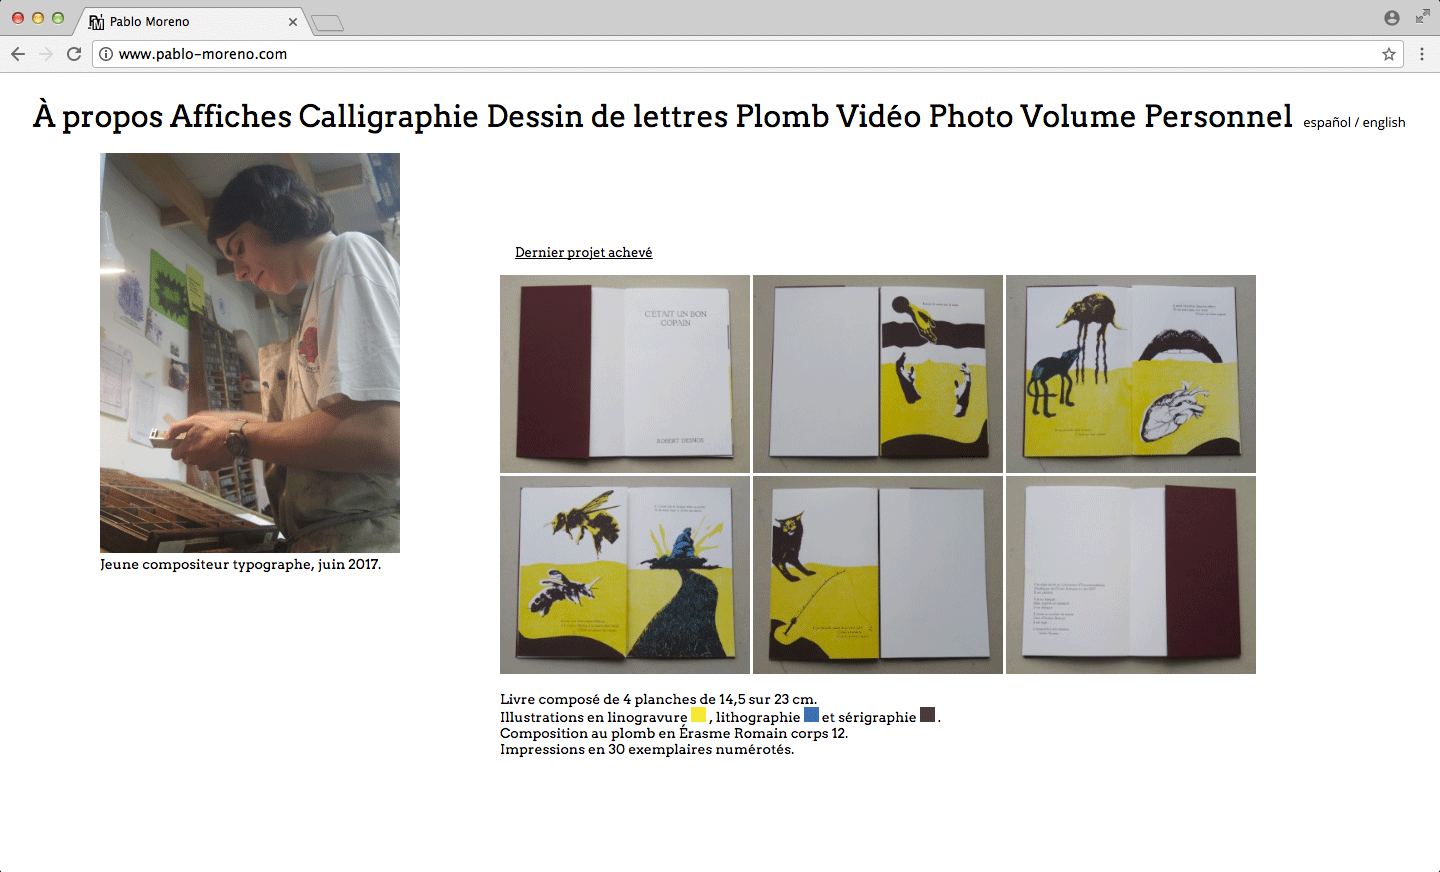 Pablo Moreno
www.pablo-moreno.com
À propos Affiches Calligraphie Dessin de lettres Plomb Vidéo Photo Volume Personnel español / english
Dernier projet achevé
C'ÉTAIT UN BON
COPAIN
ROBERT DESNOS
Jeune compositeur typographe, juin 2017.
Livre composé de 4 planches de 14,5 sur 23 cm.
Illustrations en linogravure , lithographie et sérigraphie .
Composition au plomb en Érasme Romain corps 12.
Impressions en 30 exemplaires numérotés.